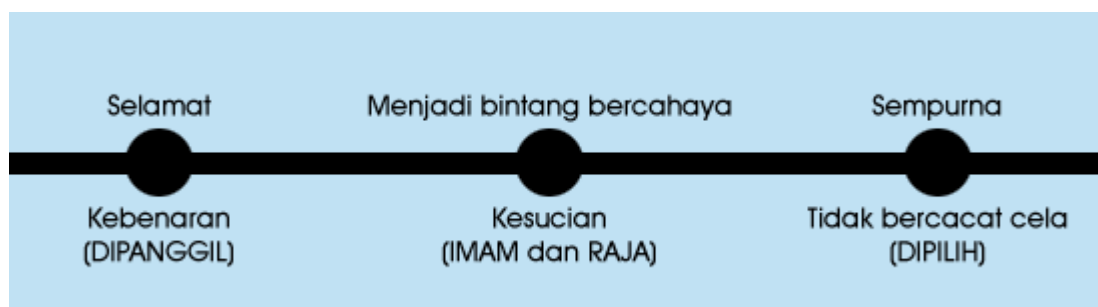 Selamat
Menjadi bintang bercahaya
Sempurna
Kebenaran
(DIPANGGIL)
Kesucian
(IMAM dan RAJA)
Tidak bercacat cela
(DIPILIH)